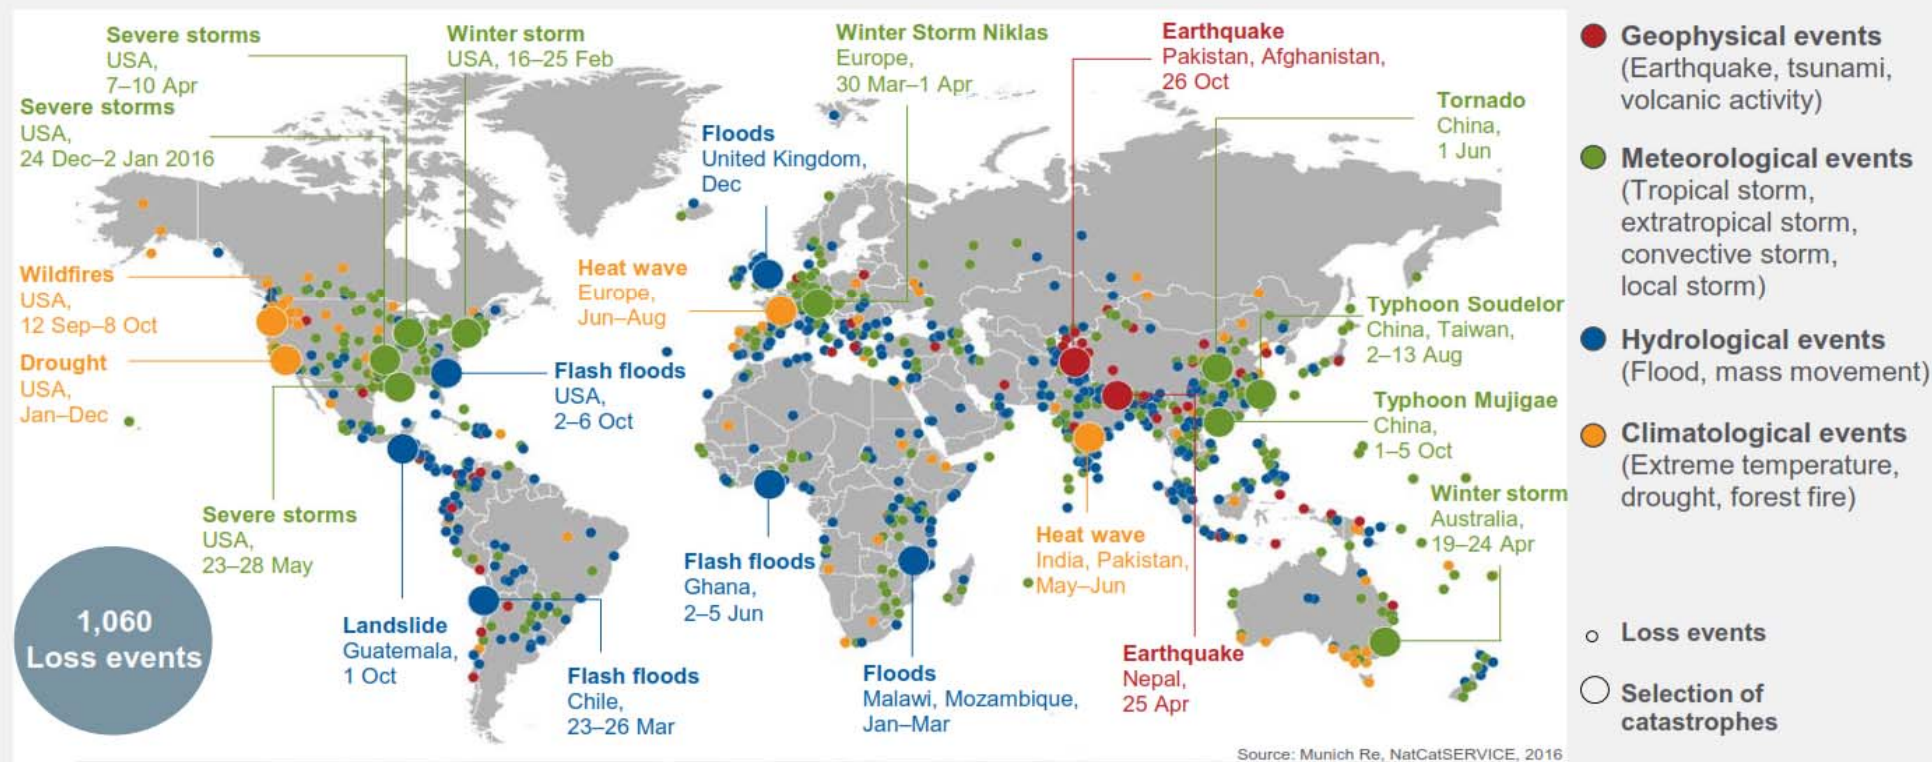 Severe storms
USA,
7–10 Apr
Winter storm
USA, 16–25 Feb
Winter Storm Niklas
Europe,
30 Mar–1 Apr
Earthquake
Pakistan, Afghanistan,
26 Oct
Tornado
China,
1 Jun
Severe storms
USA,
24 Dec–2 Jan 2016
Floods
United Kingdom,
Dec
Wildfires
USA,
12 Sep–8 Oct
Heat wave
Europe,
Jun–Aug
Typhoon Soudelor
China, Taiwan,
2–13 Aug
Drought
USA,
Jan–Dec
Flash floods
USA,
2–6 Oct
Typhoon Mujigae
China,
1–5 Oct
Severe storms
USA,
23–28 May
Winter storm
Australia,
19–24 Apr
Flash floods
Ghana,
2–5 Jun
Heat wave
India, Pakistan,
May–Jun
1,060
Loss events
Landslide
Guatemala,
1 Oct
Flash floods
Chile,
23–26 Mar
Floods
Malawi, Mozambique,
Jan–Mar
Earthquake
Nepal,
25 Apr
Source: Munich Re, NatCatSERVICE, 2016
Geophysical events
(Earthquake, tsunami,
volcanic activity)
Meteorological events
(Tropical storm,
extratropical storm,
convective storm,
local storm)
Hydrological events
(Flood, mass movement)
Climatological events
(Extreme temperature,
drought, forest fire)
Loss events
Selection of
catastrophes